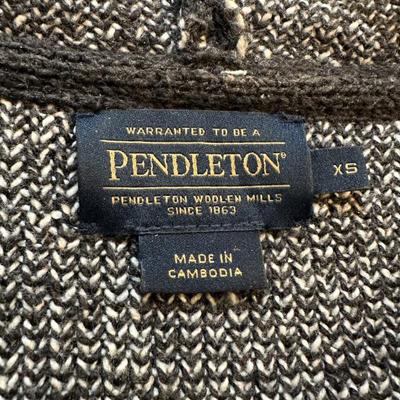 WARRANTED TO BE A
PENDLETON®
XS
PENDLETON WOOLEN MILLS
SINCE 1863
MADE IN
CAMBODIA